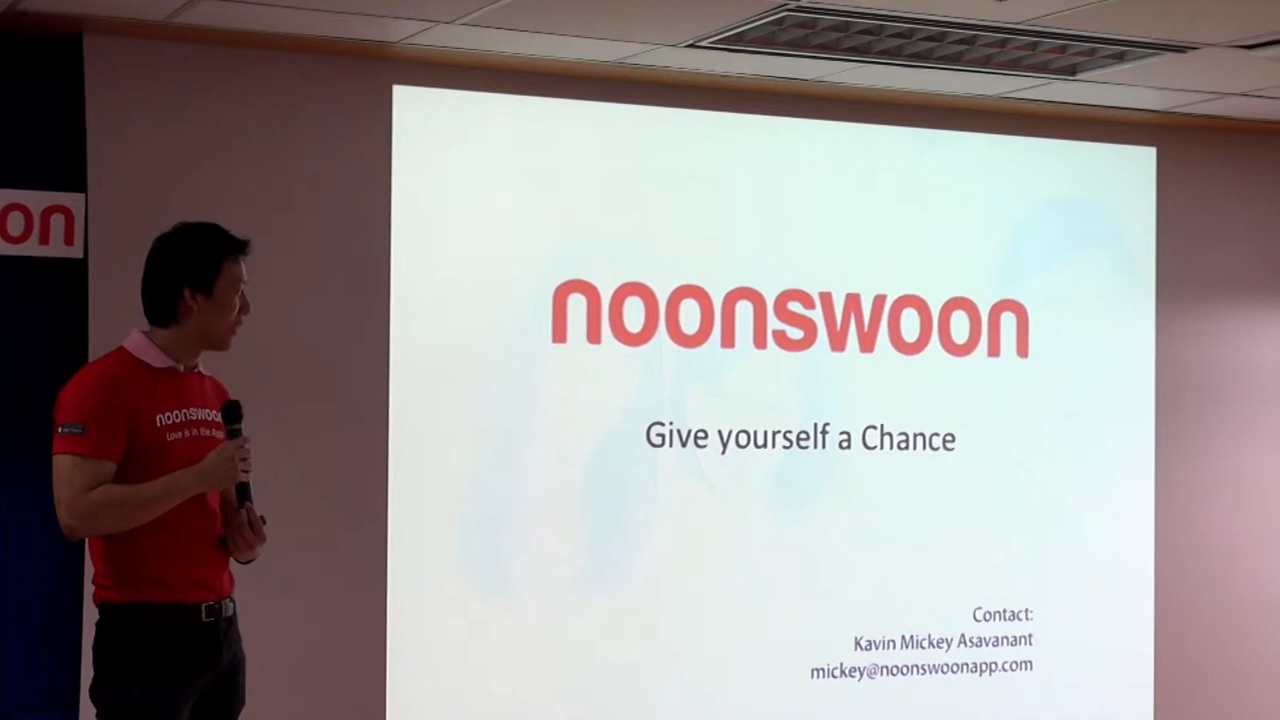 on
noonswoon
Love is in the App
noonswoon
Give yourself a Chance
Contact:
Kavin Mickey Asavanant
mickey@noonswoonapp.com